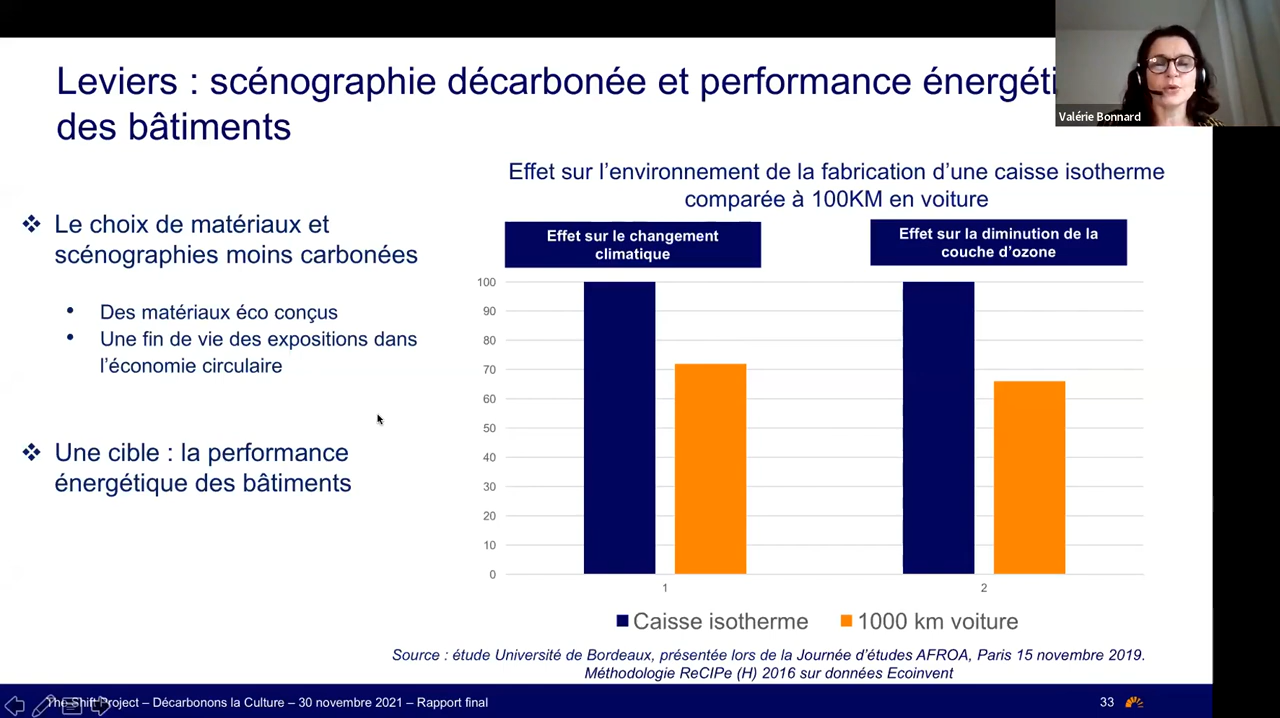 Leviers : scénographie décarbonée et performance énergéti
des bâtiments
Valérie Bonnard
❖ Le choix de matériaux et
scénographies moins carbonées
• Des matériaux éco conçus
• Une fin de vie des expositions dans
l'économie circulaire
❖ Une cible : la performance
énergétique des bâtiments
Effet sur l'environnement de la fabrication d'une caisse isotherme
comparée à 100KM en voiture
Effet sur le changement
climatique
Effet sur la diminution de la
couche d'ozone
100
90
80
70
60
50
40
30
20
10
0
1
2
Caisse isotherme
1000 km voiture
Source : étude Université de Bordeaux, présentée lors de la Journée d'études AFROA, Paris 15 novembre 2019.
Méthodologie ReCIPe (H) 2016 sur données Ecoinvent
The Shift Project – Décarbonons la Culture – 30 novembre 2021 – Rapport final
33